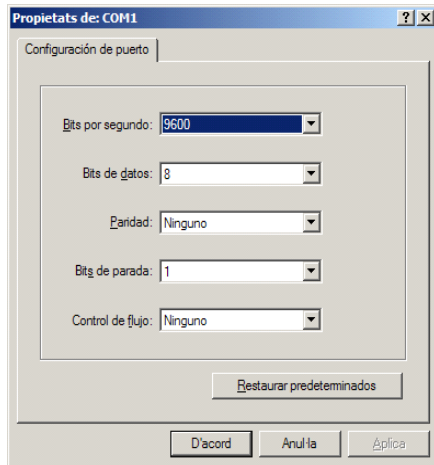 Propietats de: COM1
Configuración de puerto
Bits por segundo: 9600
Bits de datos: 8
Paridad: Ninguno
Bits de parada: 1
Control de flujo: Ninguno
Restaurar predeterminados
D'acord Anul·la Aplica